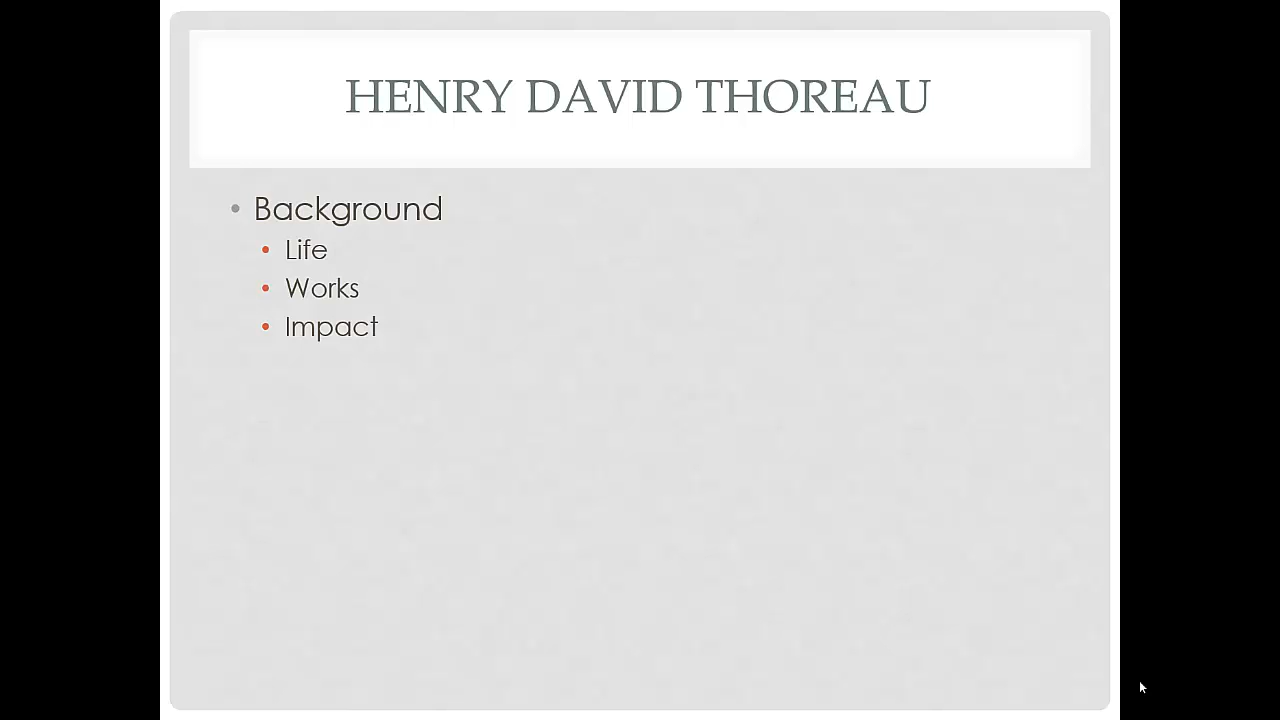 HENRY DAVID THOREAU
• Background
• Life
• Works
• Impact